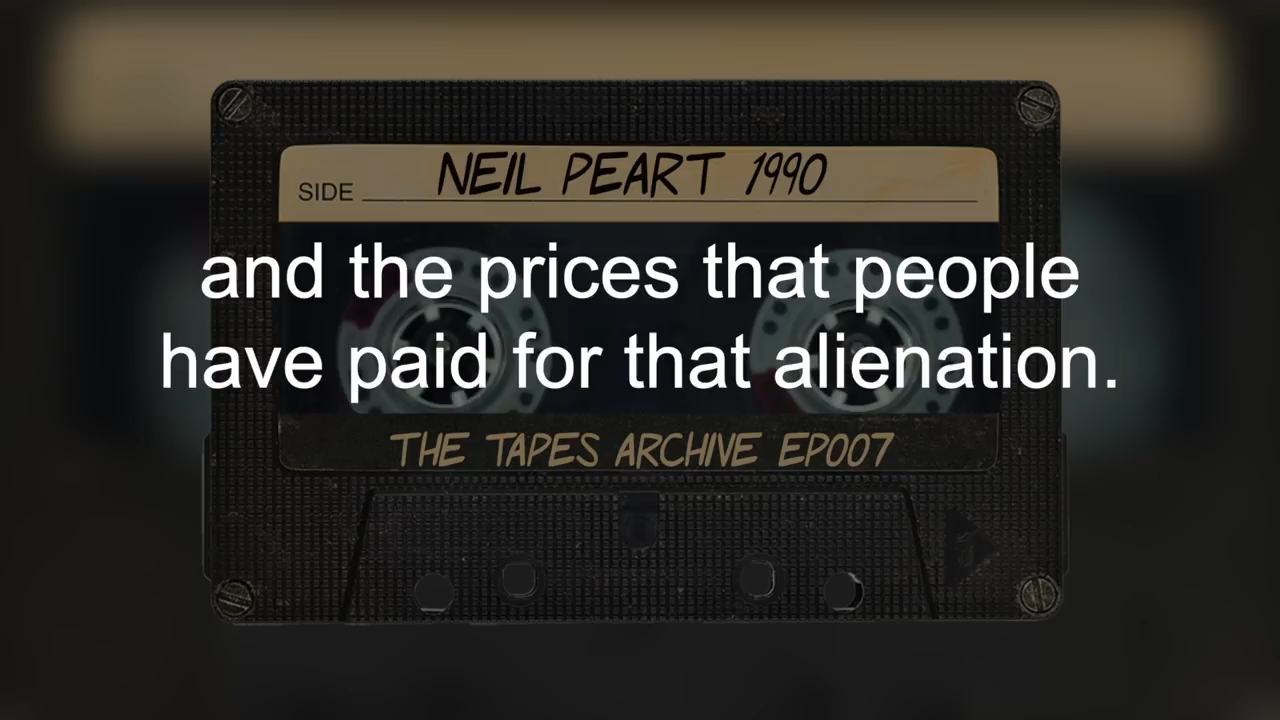 SIDE NEIL PEART 1990
and the prices that people
have paid for that alienation.
THE TAPES ARCHIVE EP007